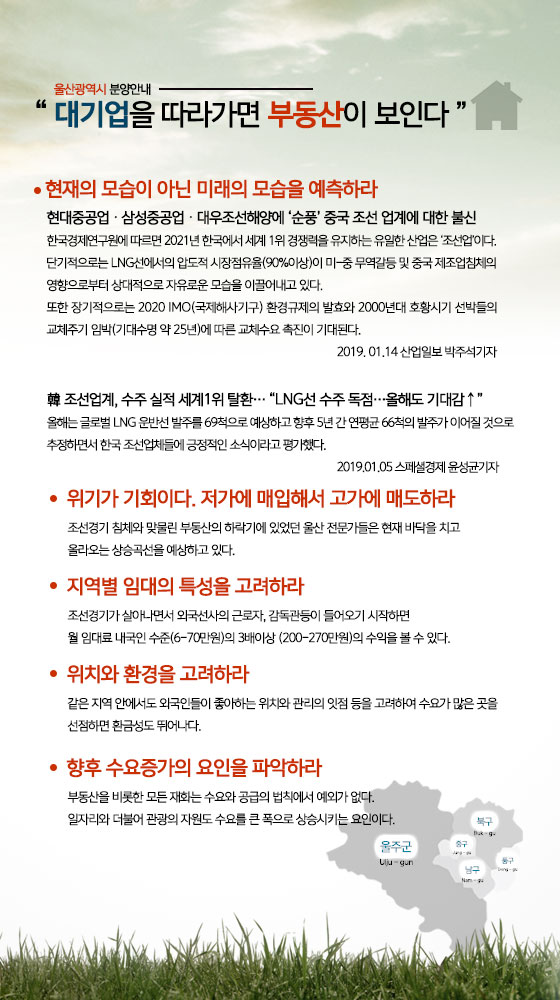 울산광역시 분양안내
“ 대기업을 따라가면 부동산이 보인다 ”
• 현재의 모습이 아닌 미래의 모습을 예측하라
현대중공업 · 삼성중공업 · 대우조선해양에 ‘순풍’ 중국 조선 업계에 대한 불신
한국경제연구원에 따르면 2021년 한국에서 세계 1위 경쟁력을 유지하는 유일한 산업은 ‘조선업’이다.
단기적으로는 LNG선에서의 압도적 시장점유율(90%이상)이 미-중 무역갈등 및 중국 제조업침체의
영향으로부터 상대적으로 자유로운 모습을 이끌어내고 있다.
또한 장기적으로는 2020 IMO(국제해사기구) 환경규제의 발효와 2000년대 호황시기 선박들의
교체주기 임박(기대수명 약 25년)에 따른 교체수요 촉진이 기대된다.
2019. 01.14 산업일보 박주석기자
韓 조선업계, 수주 실적 세계1위 탈환… “LNG선 수주 독점…올해도 기대감↑”
올해는 글로벌 LNG 운반선 발주를 69척으로 예상하고 향후 5년 간 연평균 66척의 발주가 이어질 것으로
추정하면서 한국 조선업체들에 긍정적인 소식이라고 평가했다.
2019.01.05 스페셜경제 윤성균기자
• 위기가 기회이다. 저가에 매입해서 고가에 매도하라
조선경기 침체와 맞물린 부동산의 하락기에 있었던 울산 전문가들은 현재 바닥을 치고
올라오는 상승곡선을 예상하고 있다.
• 지역별 임대의 특성을 고려하라
조선경기가 살아나면서 외국선사의 근로자, 감독관등이 들어오기 시작하면
월 임대료 내국인 수준(6-70만원)의 3배이상 (200-270만원)의 수익을 볼 수 있다.
• 위치와 환경을 고려하라
같은 지역 안에서도 외국인들이 좋아하는 위치와 관리의 잇점 등을 고려하여 수요가 많은 곳을
선점하면 환금성도 뛰어나다.
• 향후 수요증가의 요인을 파악하라
부동산을 비롯한 모든 재화는 수요와 공급의 법칙에서 예외가 없다.
일자리와 더불어 관광의 자원도 수요를 큰 폭으로 상승시키는 요인이다.
북구
Buk - gu
울주군
Ulju - gun
중구
Jung - gu
동구
Dong - gu
남구
Nam - gu